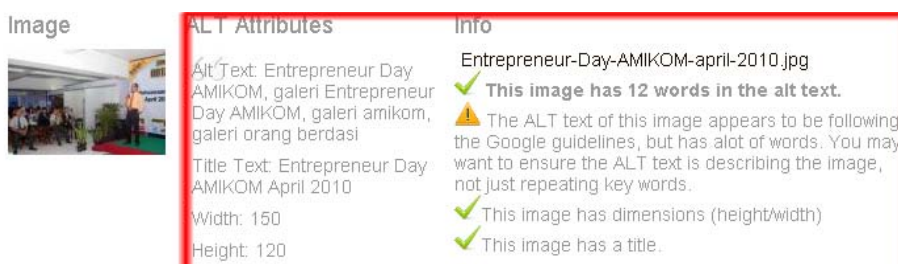 Image
ALT Attributes
Info
Alt Text: Entrepreneur Day
AMIKOM, galeri Entrepreneur
Day AMIKOM, galeri amikom,
galeri orang berdasi
Title Text: Entrepreneur Day
AMIKOM April 2010
Width: 150
Height: 120
Entrepreneur-Day-AMIKOM-april-2010.jpg
This image has 12 words in the alt text.
The ALT text of this image appears to be following
the Google guidelines, but has alot of words. You may
want to ensure the ALT text is describing the image,
not just repeating key words.
This image has dimensions (height/width)
This image has a title.